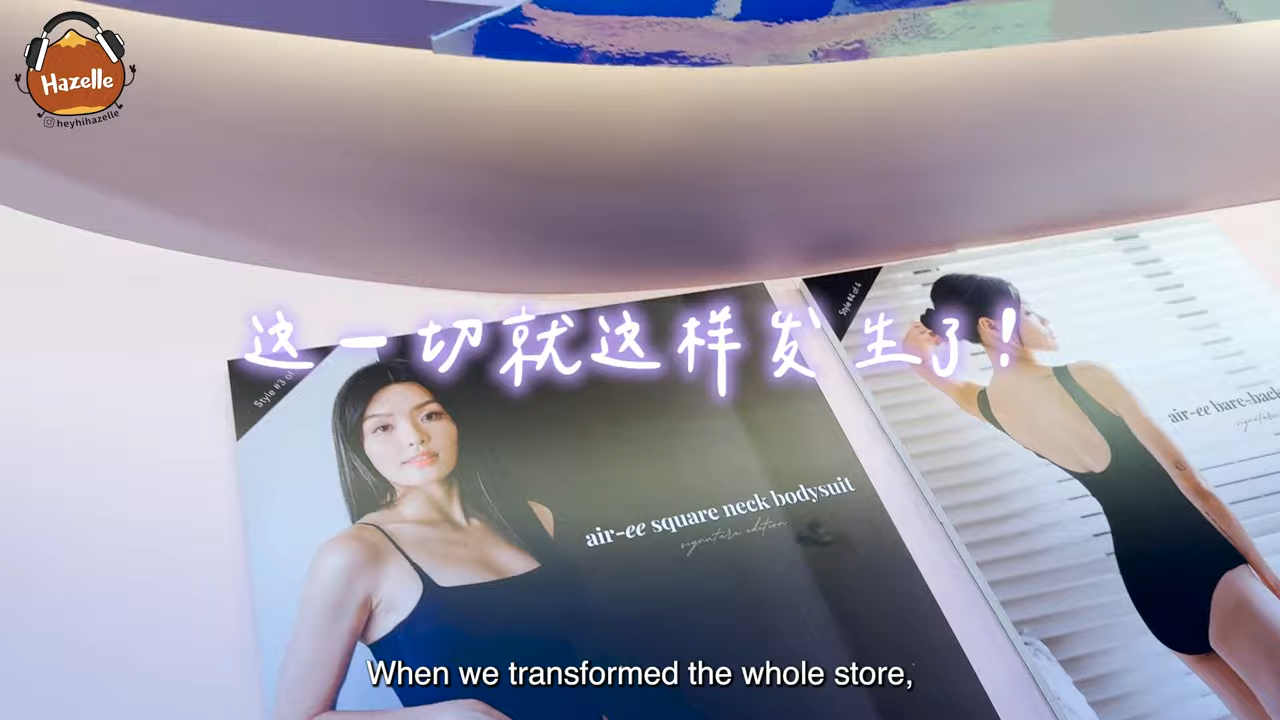 Hazelle
heyhihazelle
这一切就这样发生了!
Style #3 of
Style #4 of 6
air-ee square neck bodysuit
signature edition
air-ee bare-back
When we transformed the whole store,